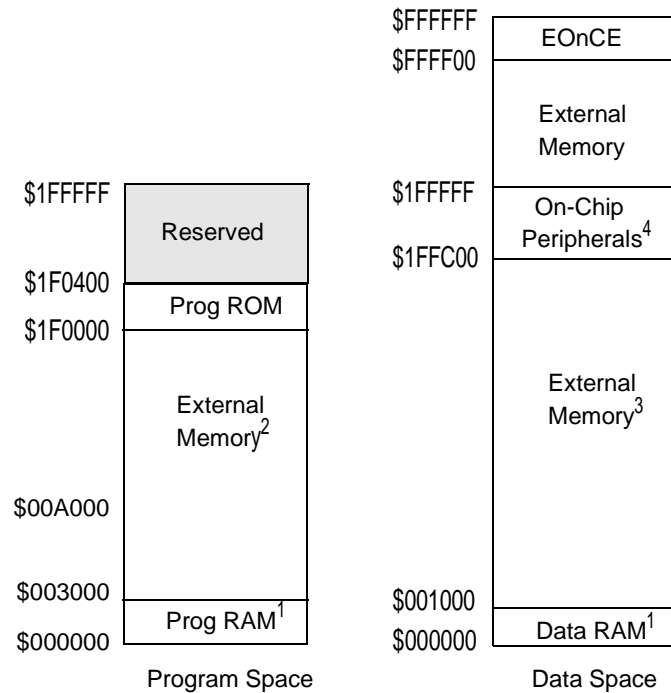 $1FFFFF
Reserved
$1F0400
Prog ROM
$1F0000
External
Memory2
$00A000
$003000
Prog RAM1
$000000
Program Space
$FFFFFF
EOnCE
$FFFF00
External
Memory
$1FFFFF
On-Chip
Peripherals4
$1FFC00
External
Memory3
$001000
Data RAM1
$000000
Data Space